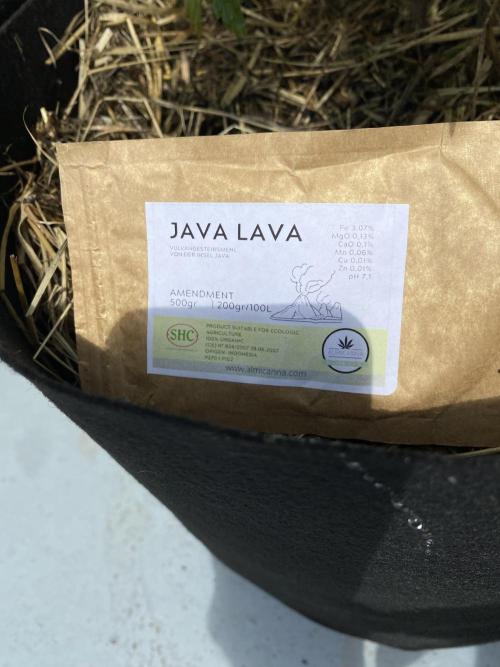 JAVA LAVA
VULKANGESTEINSMEHL
VON DER INSEL JAVA
Fe 3,07%
MgO 0,13%
CaO 0,1%
Mn 0,06%
Cu 0,01%
Zn 0,01%
pH 7,1
AMENDMENT
500gr | 200gr/100L
SHC
PRODUCT SUITABLE FOR ECOLOGIC
AGRICULTURE
100% ORGANIC
ORIGEN: INDONESIA
ALMICANNA
www.almicanna.com